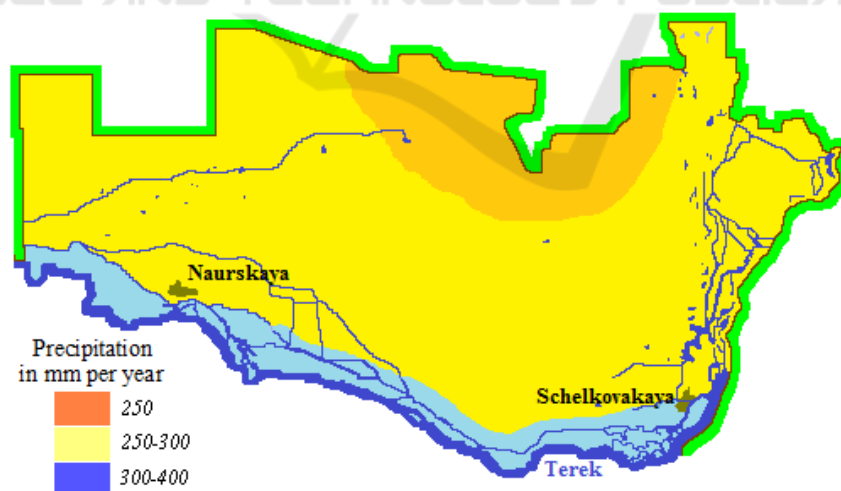 Naurskaya
Precipitation
in mm per year
250
250-300
300-400
Schelkovakaya
Terek